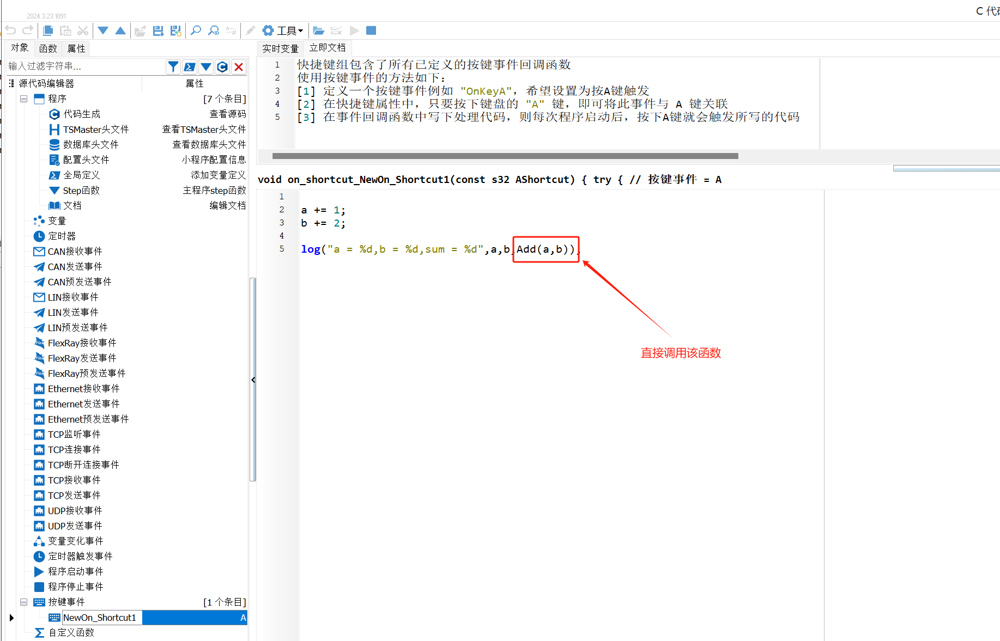 2024.3.23.1091
C 代
工具
对象 函数 属性
输入过滤字符串...
源代码编辑器 属性
程序 [7 个条目]
代码生成 查看源码
TSMaster头文件 查看TSMaster头文件
数据库头文件 查看数据库头文件
配置头文件 小程序配置信息
全局定义 添加变量定义
Step函数 主程序step函数
文档 编辑文档
变量
定时器
CAN接收事件
CAN发送事件
CAN预发送事件
LIN接收事件
LIN发送事件
LIN预发送事件
FlexRay接收事件
FlexRay发送事件
FlexRay预发送事件
Ethernet接收事件
Ethernet发送事件
Ethernet预发送事件
TCP监听事件
TCP连接事件
TCP断开连接事件
TCP接收事件
TCP发送事件
UDP接收事件
UDP发送事件
变量变化事件
定时器触发事件
程序启动事件
程序停止事件
按键事件 [1 个条目]
NewOn_Shortcut1 A
自定义函数
实时变量 立即文档
1 快捷键组包含了所有已定义的按键事件回调函数
2 使用按键事件的方法如下：
3 [1] 定义一个按键事件例如 "OnKeyA"，希望设置为按A键触发
4 [2] 在快捷键属性中，只要按下键盘的 "A" 键，即可将此事件与 A 键关联
5 [3] 在事件回调函数中写下处理代码，则每次程序启动后，按下A键就会触发所写的代码
void on_shortcut_NewOn_Shortcut1(const s32 AShortcut) { try { // 按键事件 = A
1
2 a += 1;
3 b += 2;
4
5 log("a = %d,b = %d,sum = %d",a,b,Add(a,b));
直接调用该函数